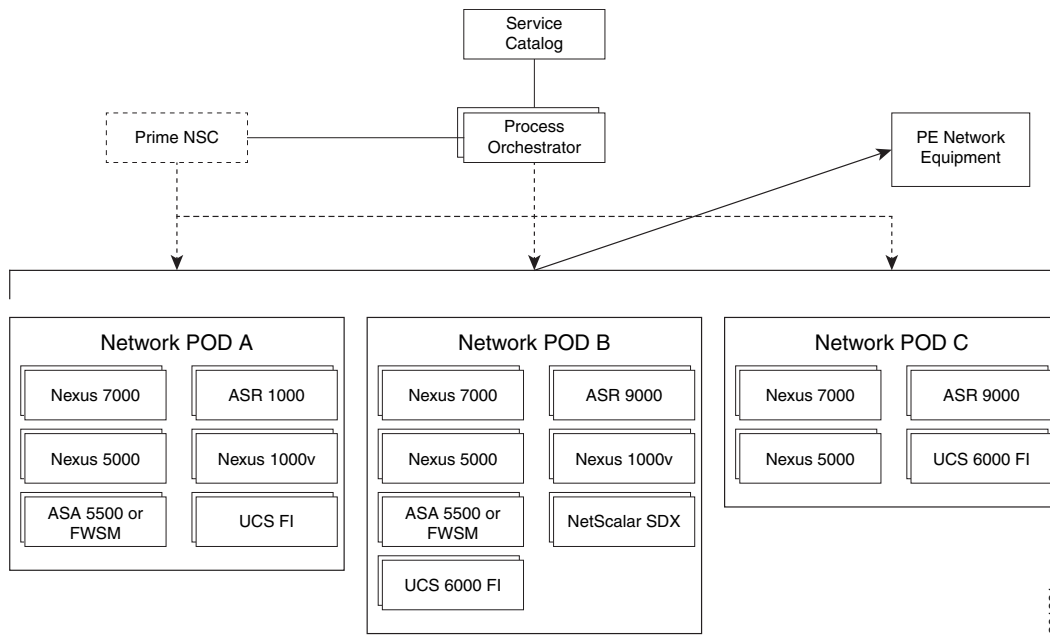 Service
Catalog
Prime NSC
Process
Orchestrator
PE Network
Equipment
Network POD A
Nexus 7000
ASR 1000
Nexus 5000
Nexus 1000v
ASA 5500 or
FWSM
UCS FI
Network POD B
Nexus 7000
ASR 9000
Nexus 5000
Nexus 1000v
ASA 5500 or
FWSM
NetScalar SDX
UCS 6000 FI
Network POD C
Nexus 7000
ASR 9000
Nexus 5000
UCS 6000 FI